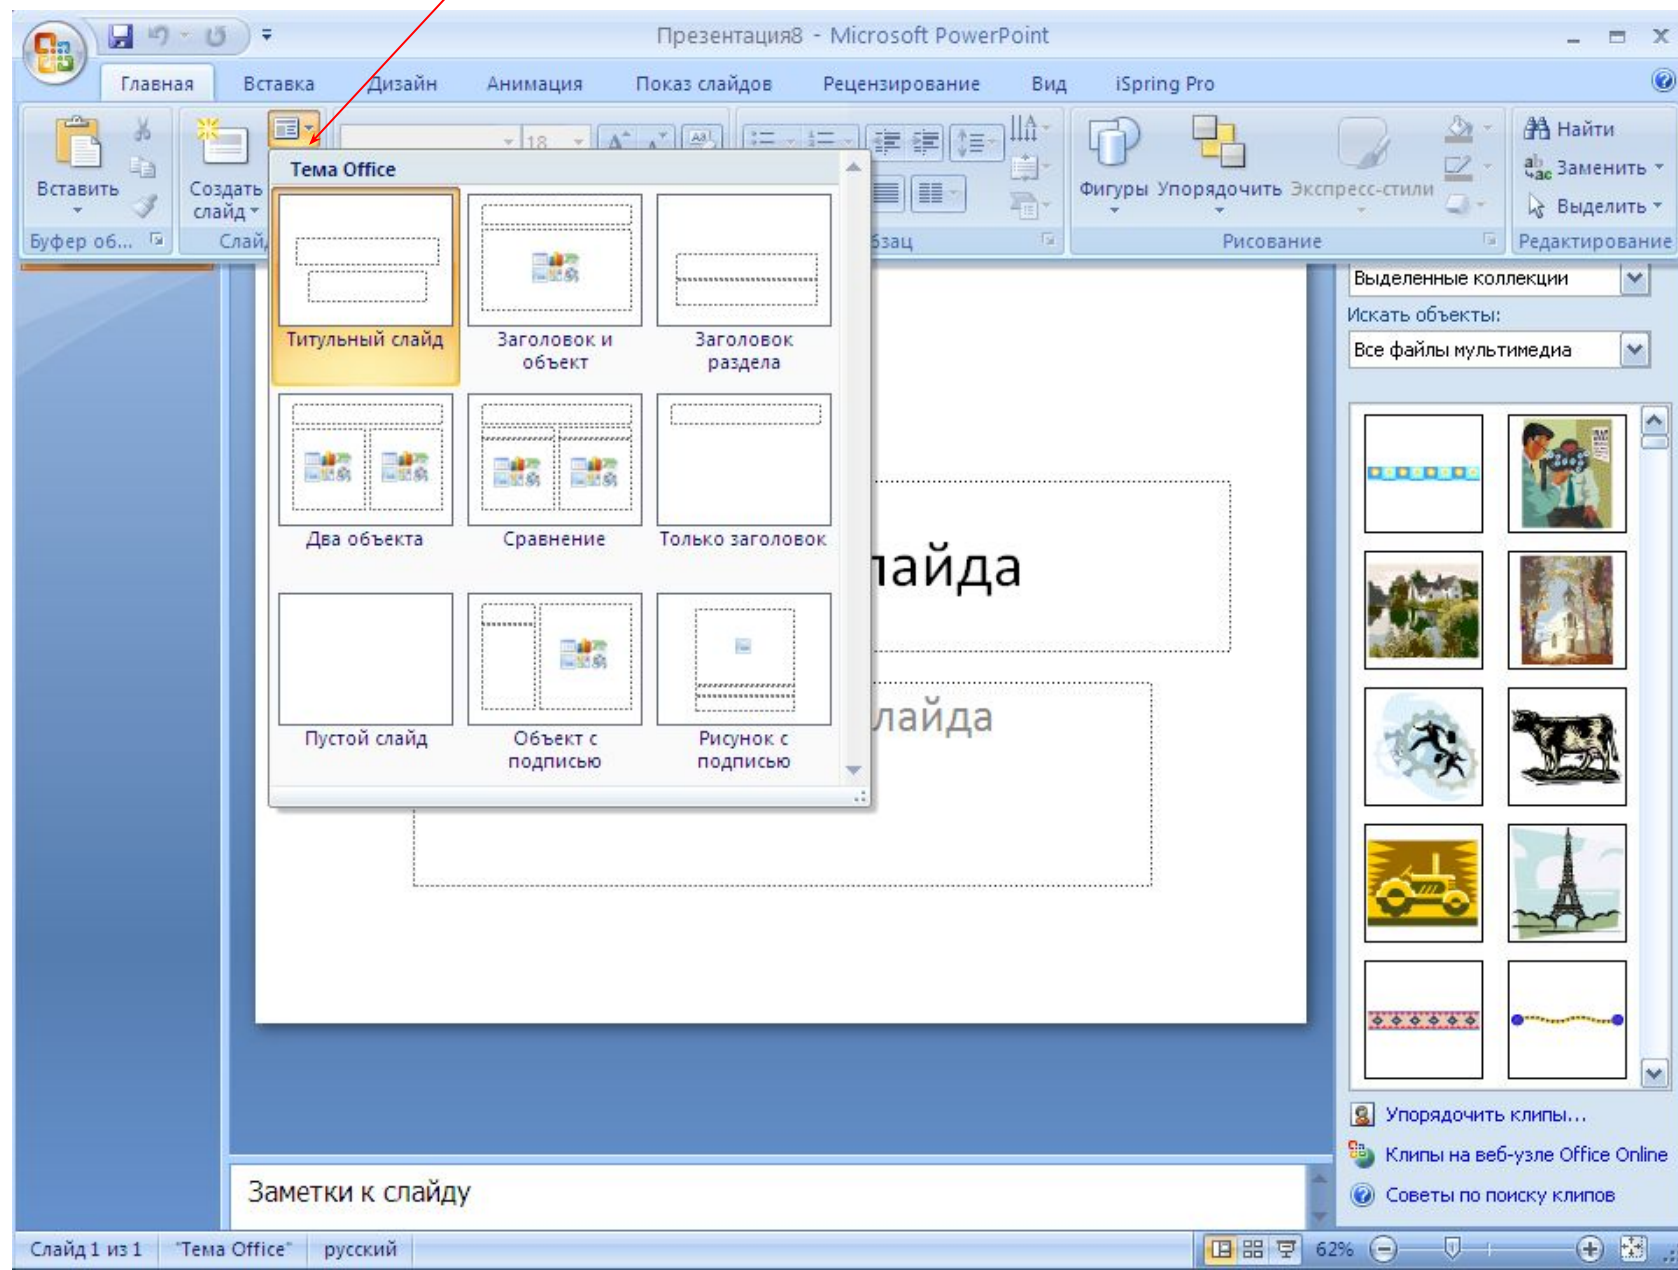 Презентация8 - Microsoft PowerPoint
Главная Вставка Дизайн Анимация Показ слайдов Рецензирование Вид iSpring Pro
Вставить
Создать слайд
18
Фигуры Упорядочить Экспресс-стили
Найти
Заменить
Выделить
Буфер об...
Рисование
Редактирование
Тема Office
Титульный слайд
Заголовок и объект
Заголовок раздела
Два объекта
Сравнение
Только заголовок
Пустой слайд
Объект с подписью
Рисунок с подписью
лайда
лайда
Выделенные коллекции
Искать объекты:
Все файлы мультимедиа
Упорядочить клипы...
Клипы на веб-узле Office Online
Советы по поиску клипов
Заметки к слайду
Слайд 1 из 1 "Тема Office" русский 62%